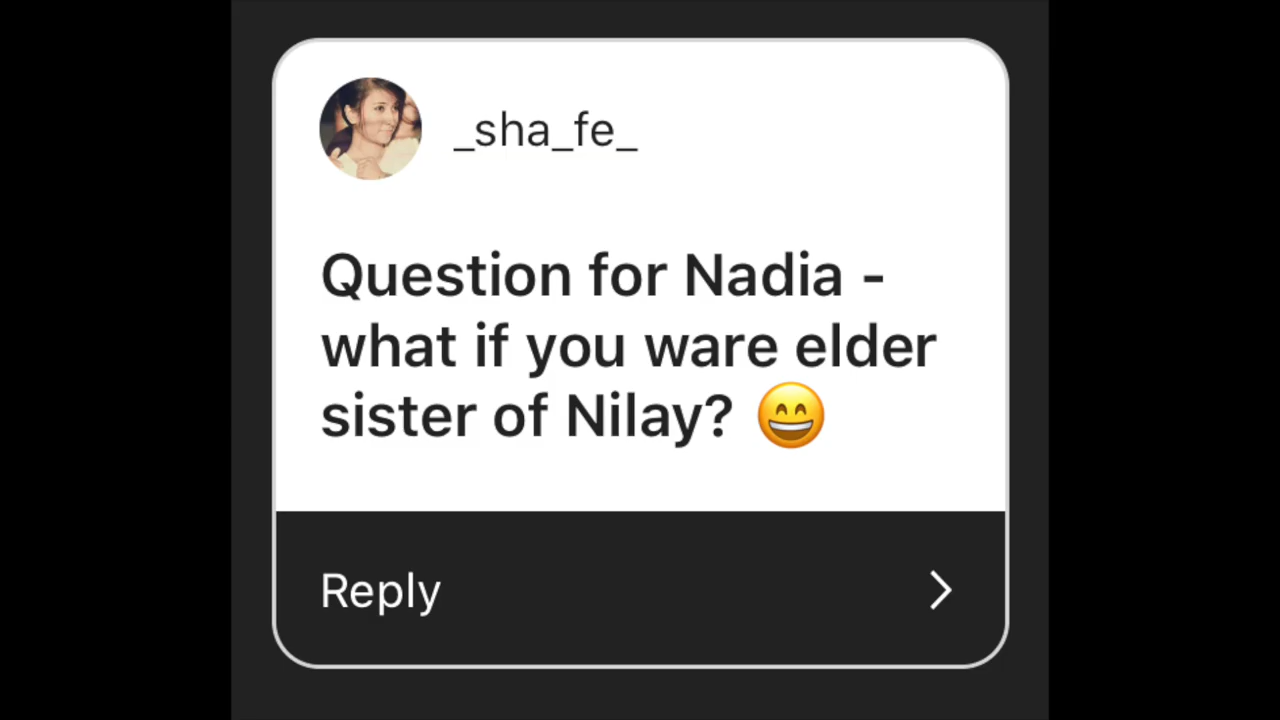 _sha_fe_
Question for Nadia -
what if you ware elder
sister of Nilay? 😄
Reply